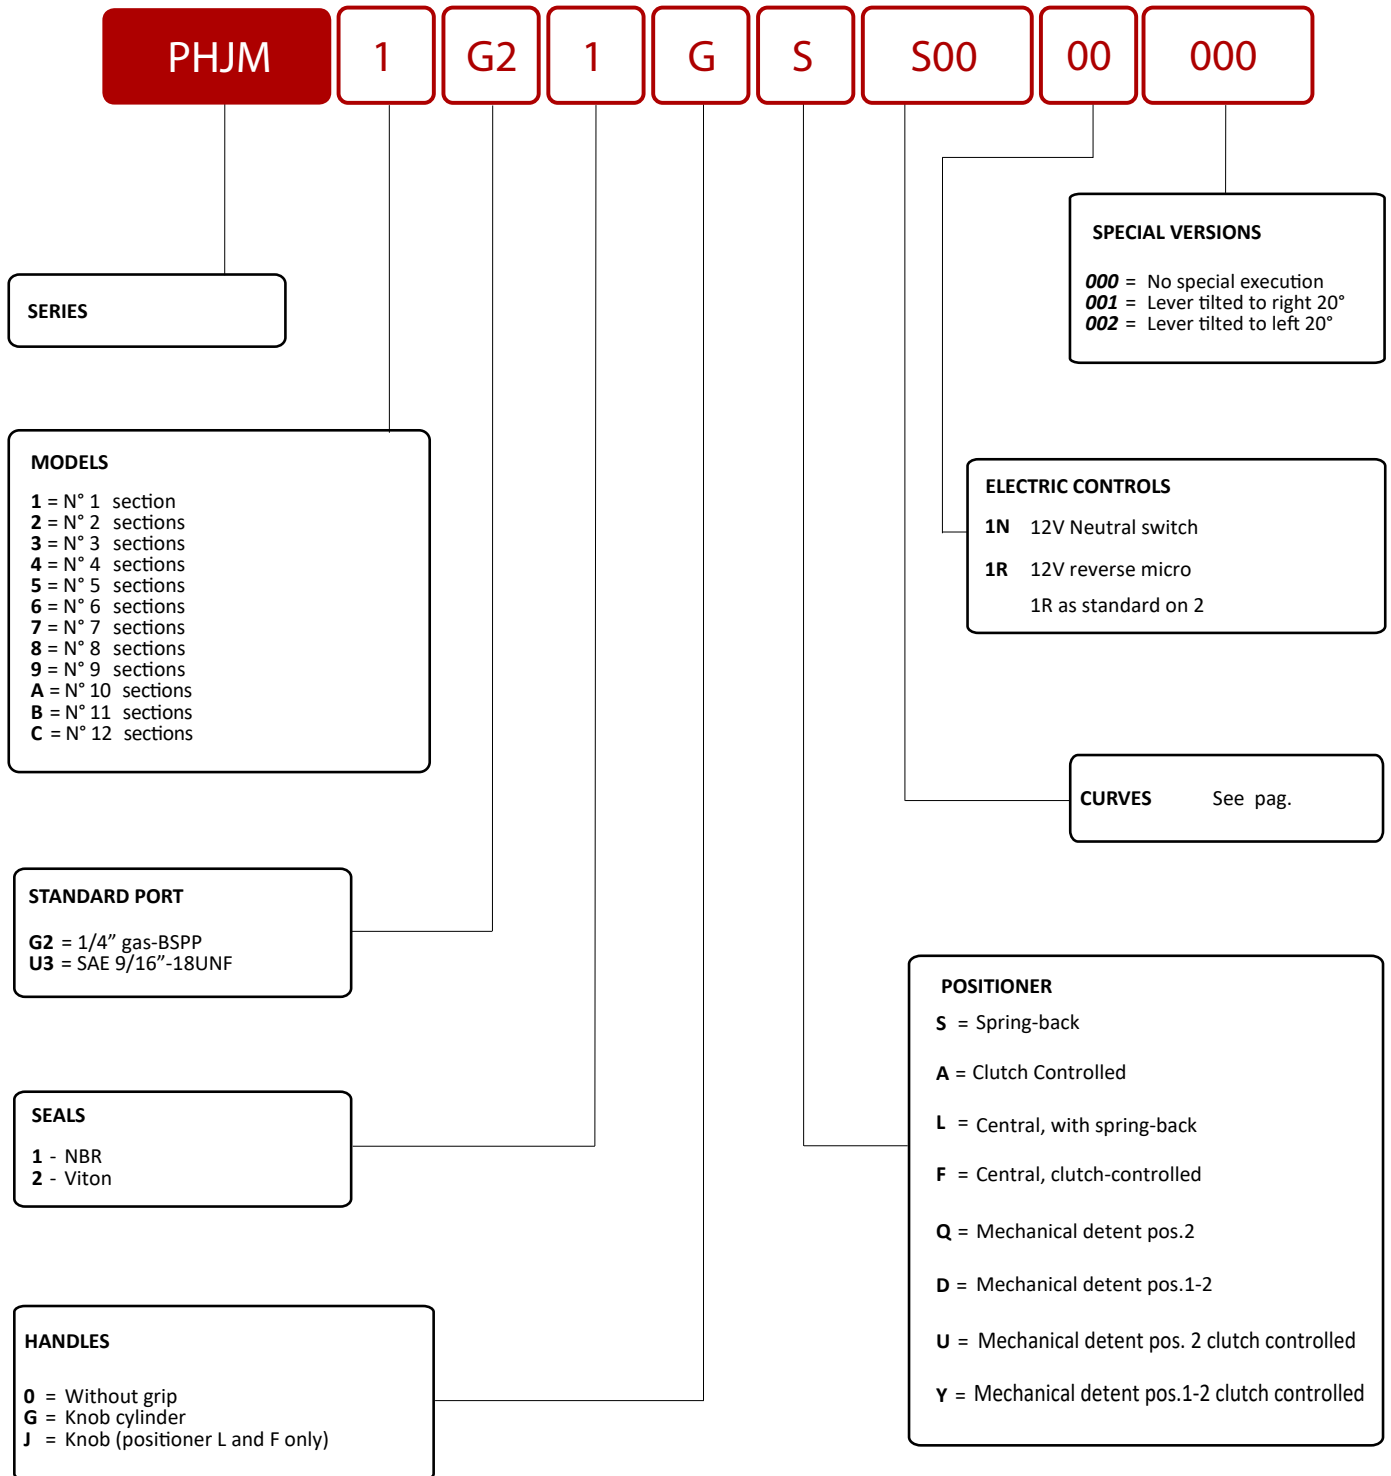 PHJM 1 G2 1 G S S00 00 000
SERIES
MODELS
1 = N° 1 section
2 = N° 2 sections
3 = N° 3 sections
4 = N° 4 sections
5 = N° 5 sections
6 = N° 6 sections
7 = N° 7 sections
8 = N° 8 sections
9 = N° 9 sections
A = N° 10 sections
B = N° 11 sections
C = N° 12 sections
STANDARD PORT
G2 = 1/4” gas-BSPP
U3 = SAE 9/16”-18UNF
SEALS
1 - NBR
2 - Viton
HANDLES
0 = Without grip
G = Knob cylinder
J = Knob (positioner L and F only)
SPECIAL VERSIONS
000 = No special execution
001 = Lever tilted to right 20°
002 = Lever tilted to left 20°
ELECTRIC CONTROLS
1N 12V Neutral switch
1R 12V reverse micro
1R as standard on 2
CURVES See pag.
POSITIONER
S = Spring-back
A = Clutch Controlled
L = Central, with spring-back
F = Central, clutch-controlled
Q = Mechanical detent pos.2
D = Mechanical detent pos.1-2
U = Mechanical detent pos. 2 clutch controlled
Y = Mechanical detent pos.1-2 clutch controlled